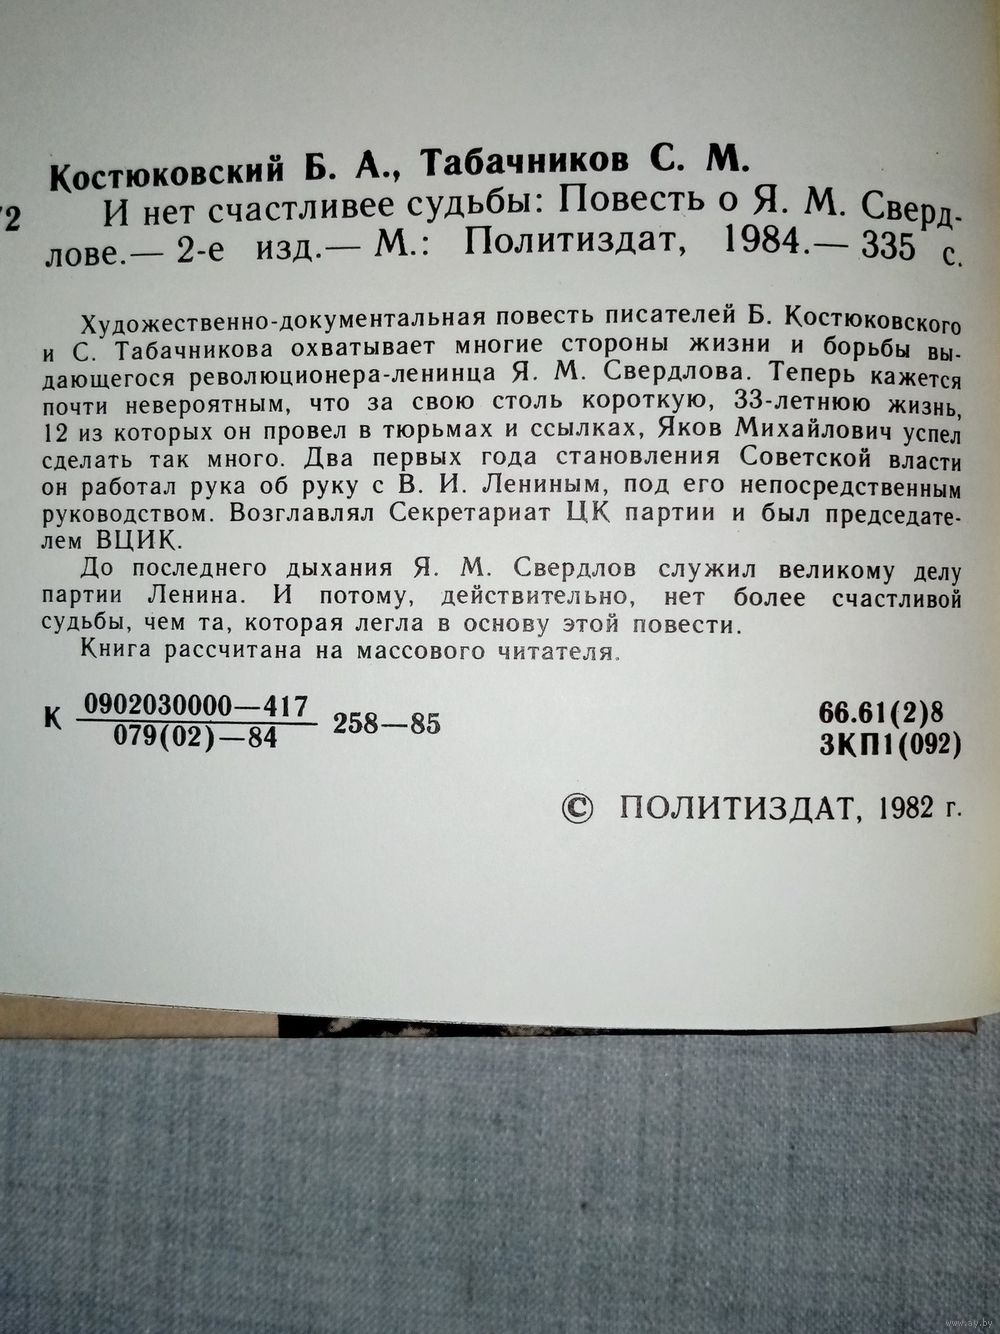 Костюковский Б. А., Табачников С. М.
72 И нет счастливее судьбы: Повесть о Я. М. Сверд-
лове.— 2-е изд.— М.: Политиздат, 1984.— 335 с.
Художественно-документальная повесть писателей Б. Костюковского
и С. Табачникова охватывает многие стороны жизни и борьбы вы-
дающегося революционера-ленинца Я. М. Свердлова. Теперь кажется
почти невероятным, что за свою столь короткую, 33-летнюю жизнь,
12 из которых он провел в тюрьмах и ссылках, Яков Михайлович успел
сделать так много. Два первых года становления Советской власти
он работал рука об руку с В. И. Лениным, под его непосредственным
руководством. Возглавлял Секретариат ЦК партии и был председате-
лем ВЦИК.
До последнего дыхания Я. М. Свердлов служил великому делу
партии Ленина. И потому, действительно, нет более счастливой
судьбы, чем та, которая легла в основу этой повести.
Книга рассчитана на массового читателя.
К 0902030000—417
079(02)—84 258—85
66.61(2)8
3КП1(092)
© ПОЛИТИЗДАТ, 1982 г.
www.ay.by